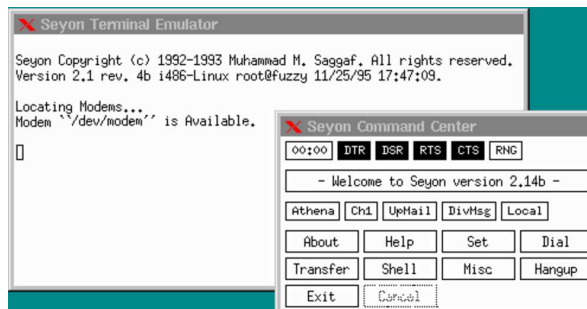 Seyon Terminal Emulator
Seyon Copyright (c) 1992-1993 Muhammad M. Saggaf. All rights reserved.
Version 2.1 rev. 4b i486-Linux root@fuzzy 11/25/95 17:47:09.
Locating Modems...
Modem ``/dev/modem'' is Available.
Seyon Command Center
00:00 DTR DSR RTS CTS RNG
- Welcome to Seyon version 2.14b -
Athena Ch1 UpMail DivMsg Local
About Help Set Dial
Transfer Shell Misc Hangup
Exit Cancel